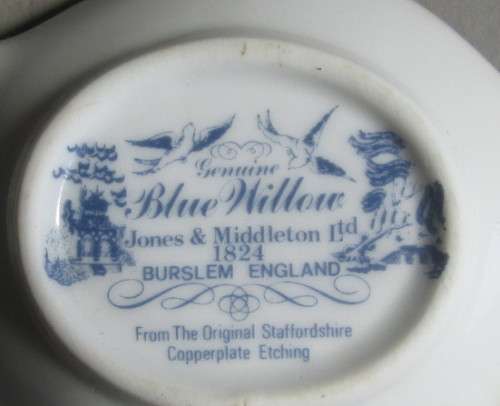 Genuine
Blue Willow
Jones & Middleton Ltd
1824
BURSLEM ENGLAND
From The Original Staffordshire
Copperplate Etching